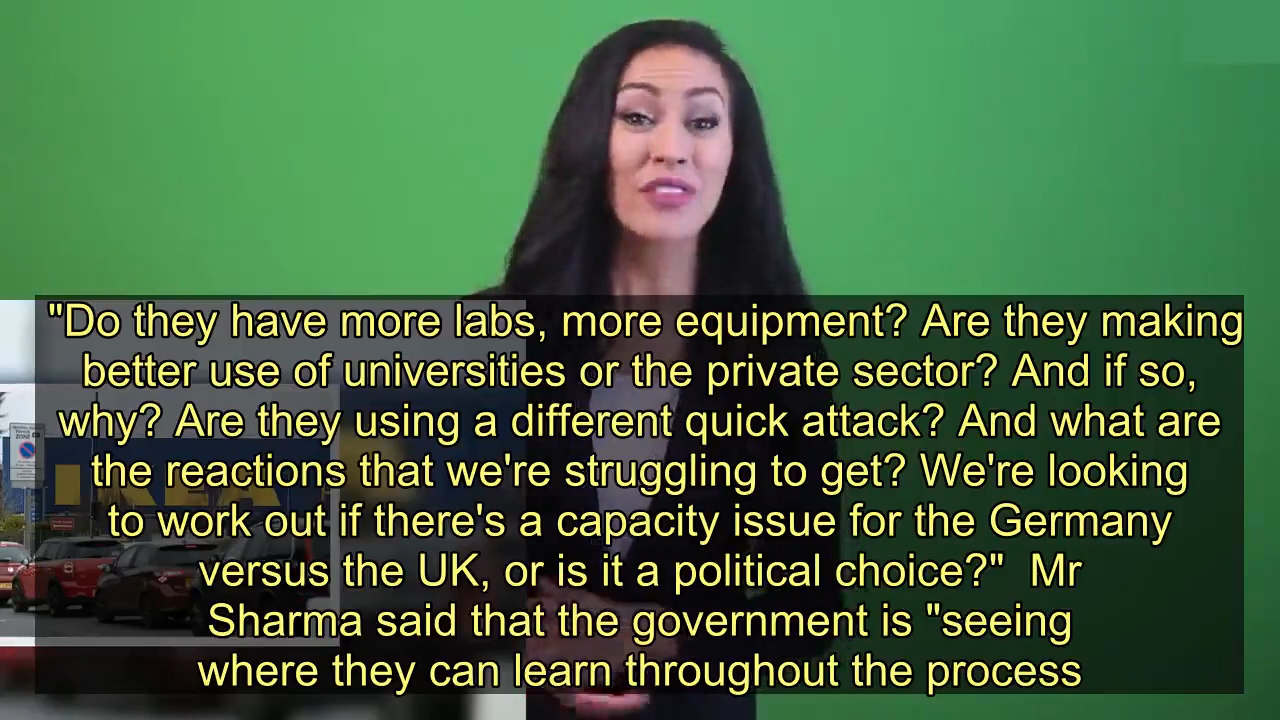 "Do they have more labs, more equipment? Are they making
better use of universities or the private sector? And if so,
why? Are they using a different quick attack? And what are
the reactions that we're struggling to get? We're looking
to work out if there's a capacity issue for the Germany
versus the UK, or is it a political choice?"  Mr
Sharma said that the government is "seeing
where they can learn throughout the process
ZONE
IKEA